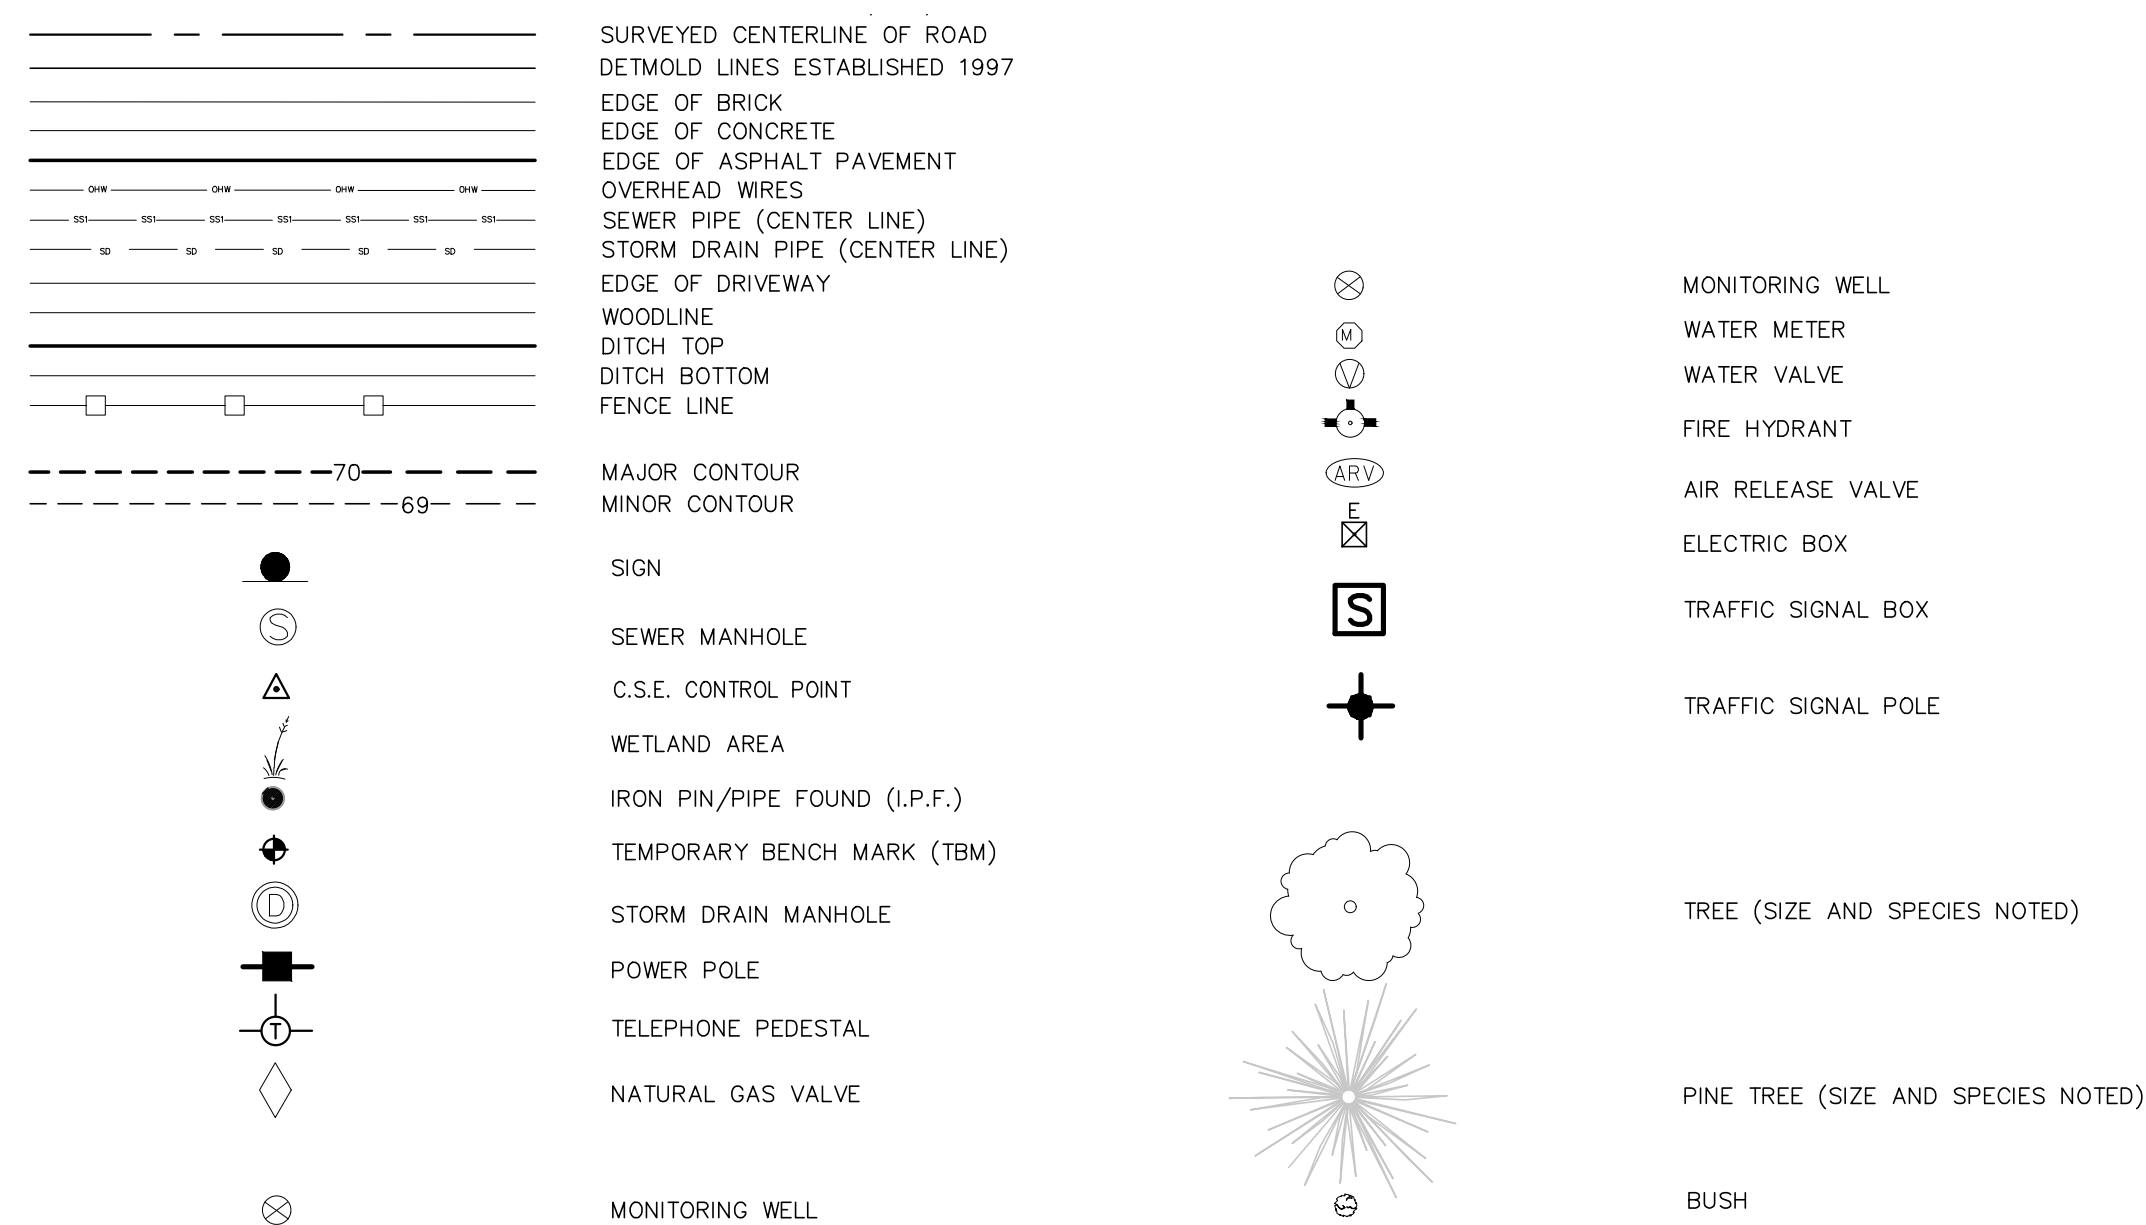 SURVEYED CENTERLINE OF ROAD
DETMOLD LINES ESTABLISHED 1997
EDGE OF BRICK
EDGE OF CONCRETE
EDGE OF ASPHALT PAVEMENT
OHW OHW OHW OHW OVERHEAD WIRES
SS1 SS1 SS1 SS1 SS1 SS1 SS1 SEWER PIPE (CENTER LINE)
SD SD SD SD SD STORM DRAIN PIPE (CENTER LINE)
EDGE OF DRIVEWAY
WOODLINE
DITCH TOP
DITCH BOTTOM
FENCE LINE
70 MAJOR CONTOUR
69 MINOR CONTOUR
SIGN
S SEWER MANHOLE
C.S.E. CONTROL POINT
WETLAND AREA
IRON PIN/PIPE FOUND (I.P.F.)
TEMPORARY BENCH MARK (TBM)
D STORM DRAIN MANHOLE
POWER POLE
T TELEPHONE PEDESTAL
NATURAL GAS VALVE
MONITORING WELL
MONITORING WELL
M WATER METER
WATER VALVE
FIRE HYDRANT
ARV AIR RELEASE VALVE
E ELECTRIC BOX
S TRAFFIC SIGNAL BOX
TRAFFIC SIGNAL POLE
TREE (SIZE AND SPECIES NOTED)
PINE TREE (SIZE AND SPECIES NOTED)
BUSH